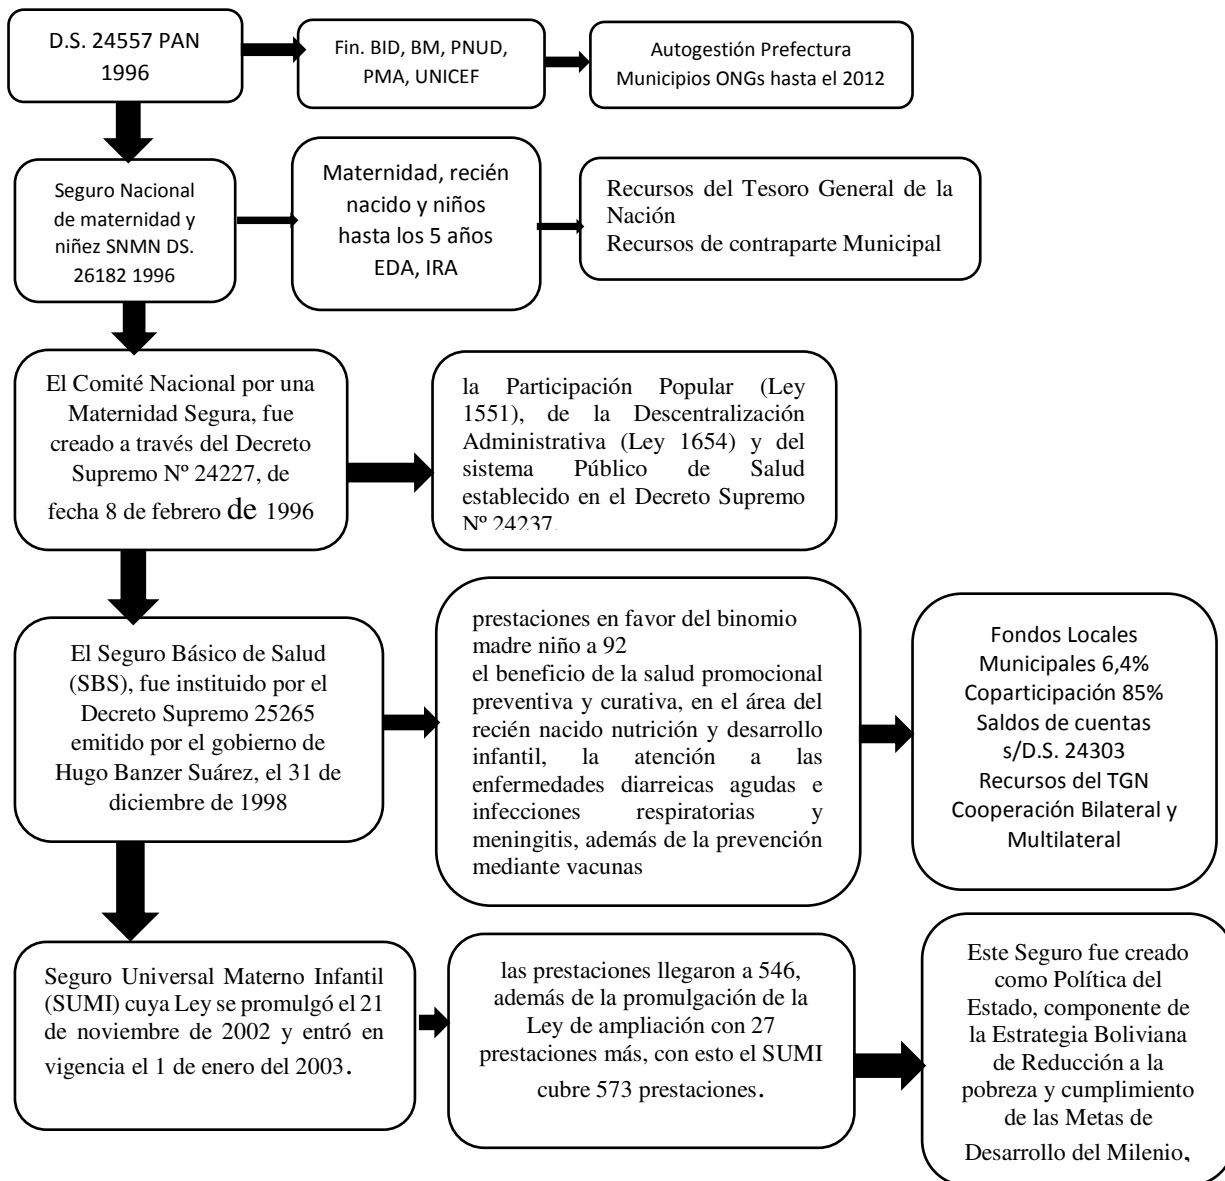 D.S. 24557 PAN
1996
Fin. BID, BM, PNUD,
PMA, UNICEF
Autogestión Prefectura
Municipios ONGs hasta el 2012
Seguro Nacional
de maternidad y
niñez SNMN DS.
26182 1996
Maternidad, recién
nacido y niños
hasta los 5 años
EDA, IRA
Recursos del Tesoro General de la
Nación
Recursos de contraparte Municipal
El Comité Nacional por una
Maternidad Segura, fue
creado a través del Decreto
Supremo Nº 24227, de
fecha 8 de febrero de 1996
la Participación Popular (Ley
1551), de la Descentralización
Administrativa (Ley 1654) y del
sistema Público de Salud
establecido en el Decreto Supremo
Nº 24237.
El Seguro Básico de Salud
(SBS), fue instituido por el
Decreto Supremo 25265
emitido por el gobierno de
Hugo Banzer Suárez, el 31 de
diciembre de 1998
prestaciones en favor del binomio
madre niño a 92
el beneficio de la salud promocional
preventiva y curativa, en el área del
recién nacido nutrición y desarrollo
infantil, la atención a las
enfermedades diarreicas agudas e
infecciones respiratorias y
meningitis, además de la prevención
mediante vacunas
Fondos Locales
Municipales 6,4%
Coparticipación 85%
Saldos de cuentas
s/D.S. 24303
Recursos del TGN
Cooperación Bilateral y
Multilateral
Seguro Universal Materno Infantil
(SUMI) cuya Ley se promulgó el 21
de noviembre de 2002 y entró en
vigencia el 1 de enero del 2003.
las prestaciones llegaron a 546,
además de la promulgación de la
Ley de ampliación con 27
prestaciones más, con esto el SUMI
cubre 573 prestaciones.
Este Seguro fue creado
como Política del
Estado, componente de
la Estrategia Boliviana
de Reducción a la
pobreza y cumplimiento
de las Metas de
Desarrollo del Milenio,